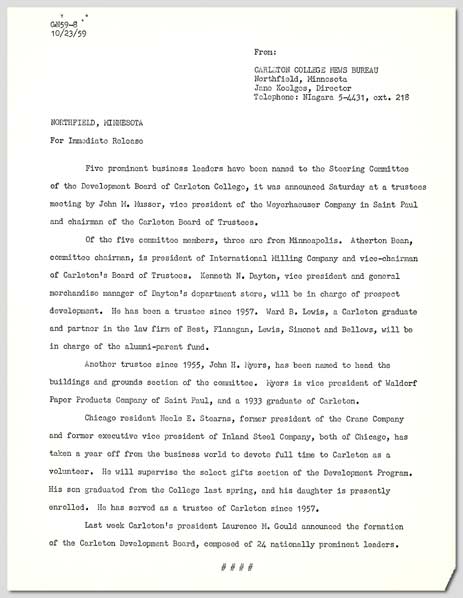 GN59-8
10/23/59
From:
CARLETON COLLEGE NEWS BUREAU
Northfield, Minnesota
Jane Koelges, Director
Telephone: NIagara 5-4431, ext. 218
NORTHFIELD, MINNESOTA
For Immediate Release
Five prominent business leaders have been named to the Steering Committee
of the Development Board of Carleton College, it was announced Saturday at a trustees
meeting by John M. Musser, vice president of the Weyerhaeuser Company in Saint Paul
and chairman of the Carleton Board of Trustees.
Of the five committee members, three are from Minneapolis. Atherton Bean,
committee chairman, is president of International Milling Company and vice-chairman
of Carleton's Board of Trustees. Kenneth N. Dayton, vice president and general
merchandise manager of Dayton's department store, will be in charge of prospect
development. He has been a trustee since 1957. Ward B. Lewis, a Carleton graduate
and partner in the law firm of Best, Flanagan, Lewis, Simonet and Bellows, will be
in charge of the alumni-parent fund.
Another trustee since 1955, John H. Myers, has been named to head the
buildings and grounds section of the committee. Myers is vice president of Waldorf
Paper Products Company of Saint Paul, and a 1933 graduate of Carleton.
Chicago resident Neele E. Stearns, former president of the Crane Company
and former executive vice president of Inland Steel Company, both of Chicago, has
taken a year off from the business world to devote full time to Carleton as a
volunteer. He will supervise the select gifts section of the Development Program.
His son graduated from the College last spring, and his daughter is presently
enrolled. He has served as a trustee of Carleton since 1957.
Last week Carleton's president Laurence M. Gould announced the formation
of the Carleton Development Board, composed of 24 nationally prominent leaders.
# # # #